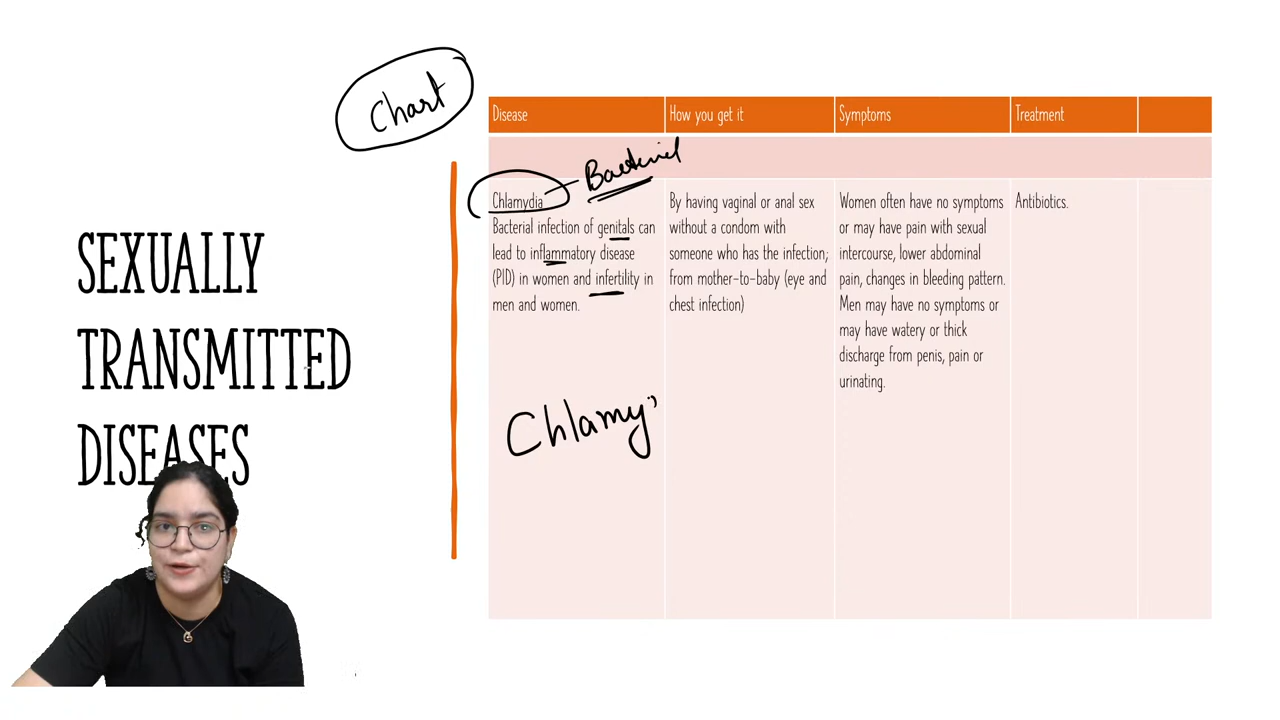 Chart
SEXUALLY
TRANSMITTED
DISEASES
Disease
How you get it
Symptoms
Treatment
Bacterial
Chlamydia
Bacterial infection of genitals can
lead to inflammatory disease
(PID) in women and infertility in
men and women.
By having vaginal or anal sex
without a condom with
someone who has the infection;
from mother-to-baby (eye and
chest infection)
Women often have no symptoms
or may have pain with sexual
intercourse, lower abdominal
pain, changes in bleeding pattern.
Men may have no symptoms or
may have watery or thick
discharge from penis, pain or
urinating.
Antibiotics.
Chlamy